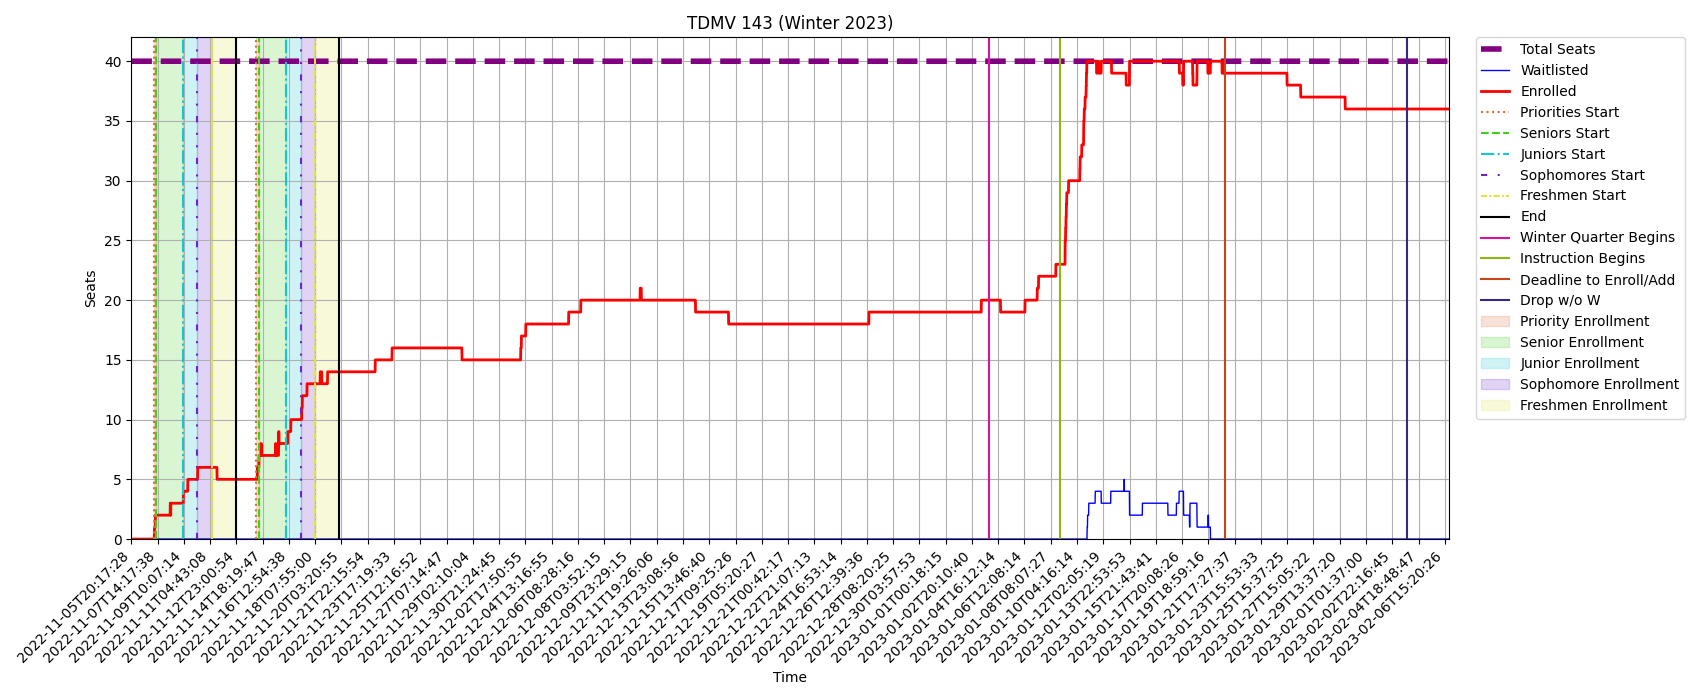 TDMV 143 (Winter 2023)
Seats
40
35
30
25
20
15
10
5
0
2022-11-05T20:17:28
2022-11-07T14:17:38
2022-11-09T10:07:14
2022-11-11T04:43:08
2022-11-12T23:00:54
2022-11-14T18:19:47
2022-11-16T12:54:38
2022-11-18T07:55:00
2022-11-20T03:20:55
2022-11-21T22:15:54
2022-11-23T17:19:33
2022-11-25T12:16:52
2022-11-27T07:14:47
2022-11-29T02:10:04
2022-11-30T21:24:45
2022-12-02T17:50:55
2022-12-04T13:16:55
2022-12-06T08:28:16
2022-12-08T03:52:15
2022-12-09T23:29:15
2022-12-11T19:26:06
2022-12-13T13:08:56
2022-12-15T13:46:40
2022-12-17T09:25:26
2022-12-19T05:20:27
2022-12-21T00:42:17
2022-12-22T21:07:13
2022-12-24T16:53:14
2022-12-26T12:39:36
2022-12-28T08:20:25
2022-12-30T03:57:53
2023-01-01T00:18:15
2023-01-02T20:10:40
2023-01-04T16:12:14
2023-01-06T12:08:14
2023-01-08T08:07:27
2023-01-10T04:16:14
2023-01-12T02:05:19
2023-01-13T22:53:53
2023-01-15T21:43:41
2023-01-17T20:08:26
2023-01-19T18:59:16
2023-01-21T17:27:37
2023-01-23T15:53:33
2023-01-25T15:37:25
2023-01-27T15:05:22
2023-01-29T13:37:20
2023-02-01T01:37:00
2023-02-02T22:16:45
2023-02-04T18:48:47
2023-02-06T15:20:26
Time
Total Seats
Waitlisted
Enrolled
Priorities Start
Seniors Start
Juniors Start
Sophomores Start
Freshmen Start
End
Winter Quarter Begins
Instruction Begins
Deadline to Enroll/Add
Drop w/o W
Priority Enrollment
Senior Enrollment
Junior Enrollment
Sophomore Enrollment
Freshmen Enrollment